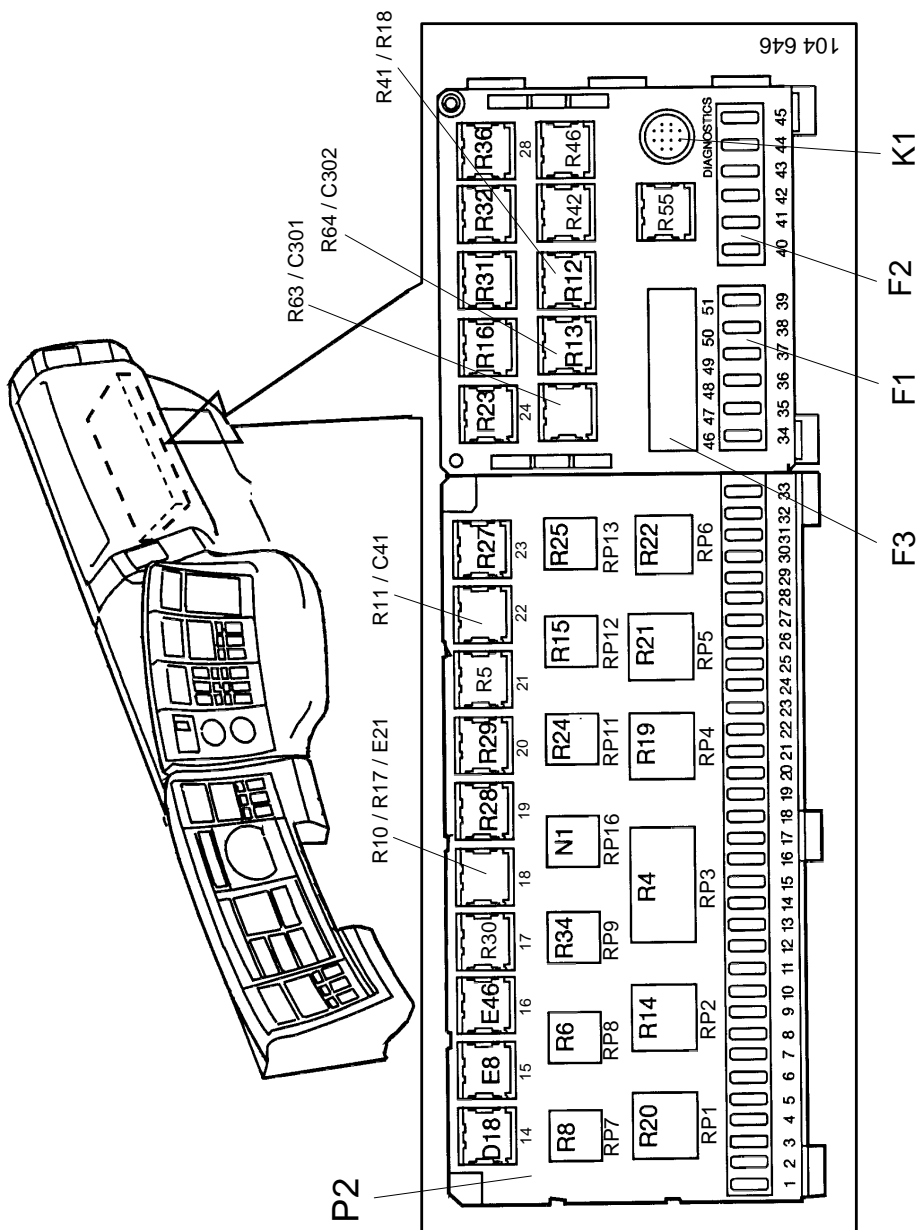 R63 / C301
R64 / C302
R41 / R18
R11 / C41
R10 / R17 / E21
P2
D18 E8 E46 R30 R28 R29 R5 R27
14 15 16 17 18 19 20 21 22 23
R8 R6 R34 N1 R24 R15 R25
RP7 RP8 RP9 RP16 RP11 RP12 RP13
R20 R14 R4 R19 R21 R22
RP1 RP2 RP3 RP4 RP5 RP6
1 2 3 4 5 6 7 8 9 10 11 12 13 14 15 16 17 18 19 20 21 22 23 24 25 26 27 28 29 30 31 32 33
R23 R16 R31 R32 R36
24 28
R13 R12 R42 R46
R55
DIAGNOSTICS
46 47 48 49 50 51
34 35 36 37 38 39 40 41 42 43 44 45
104 646
F3 F1 F2 K1